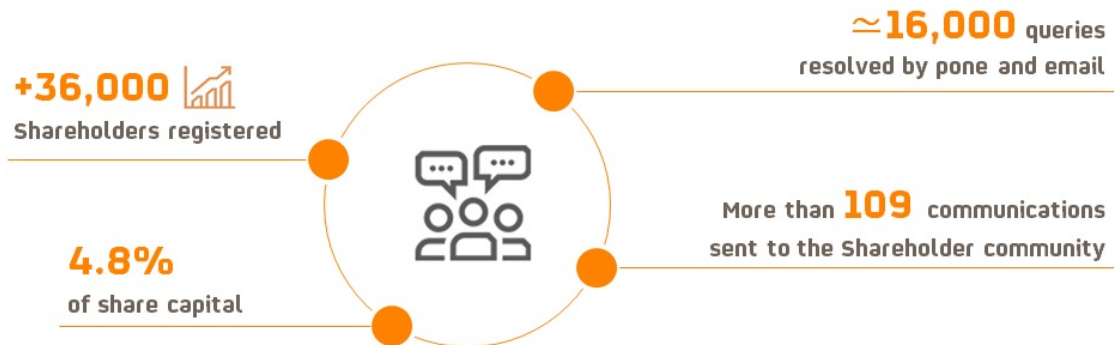 +36,000
Shareholders registered
4.8%
of share capital
≃16,000 queries
resolved by pone and email
More than 109 communications
sent to the Shareholder community